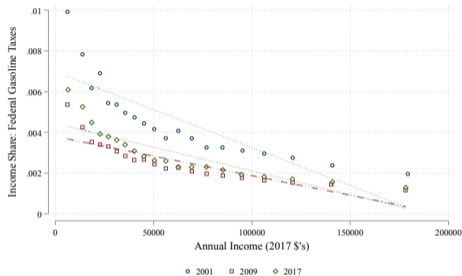 .01
.008
.006
.004
.002
0
Income Share: Federal Gasoline Taxes
0 50000 100000 150000 200000
Annual Income (2017 $'s)
2001 2009 2017